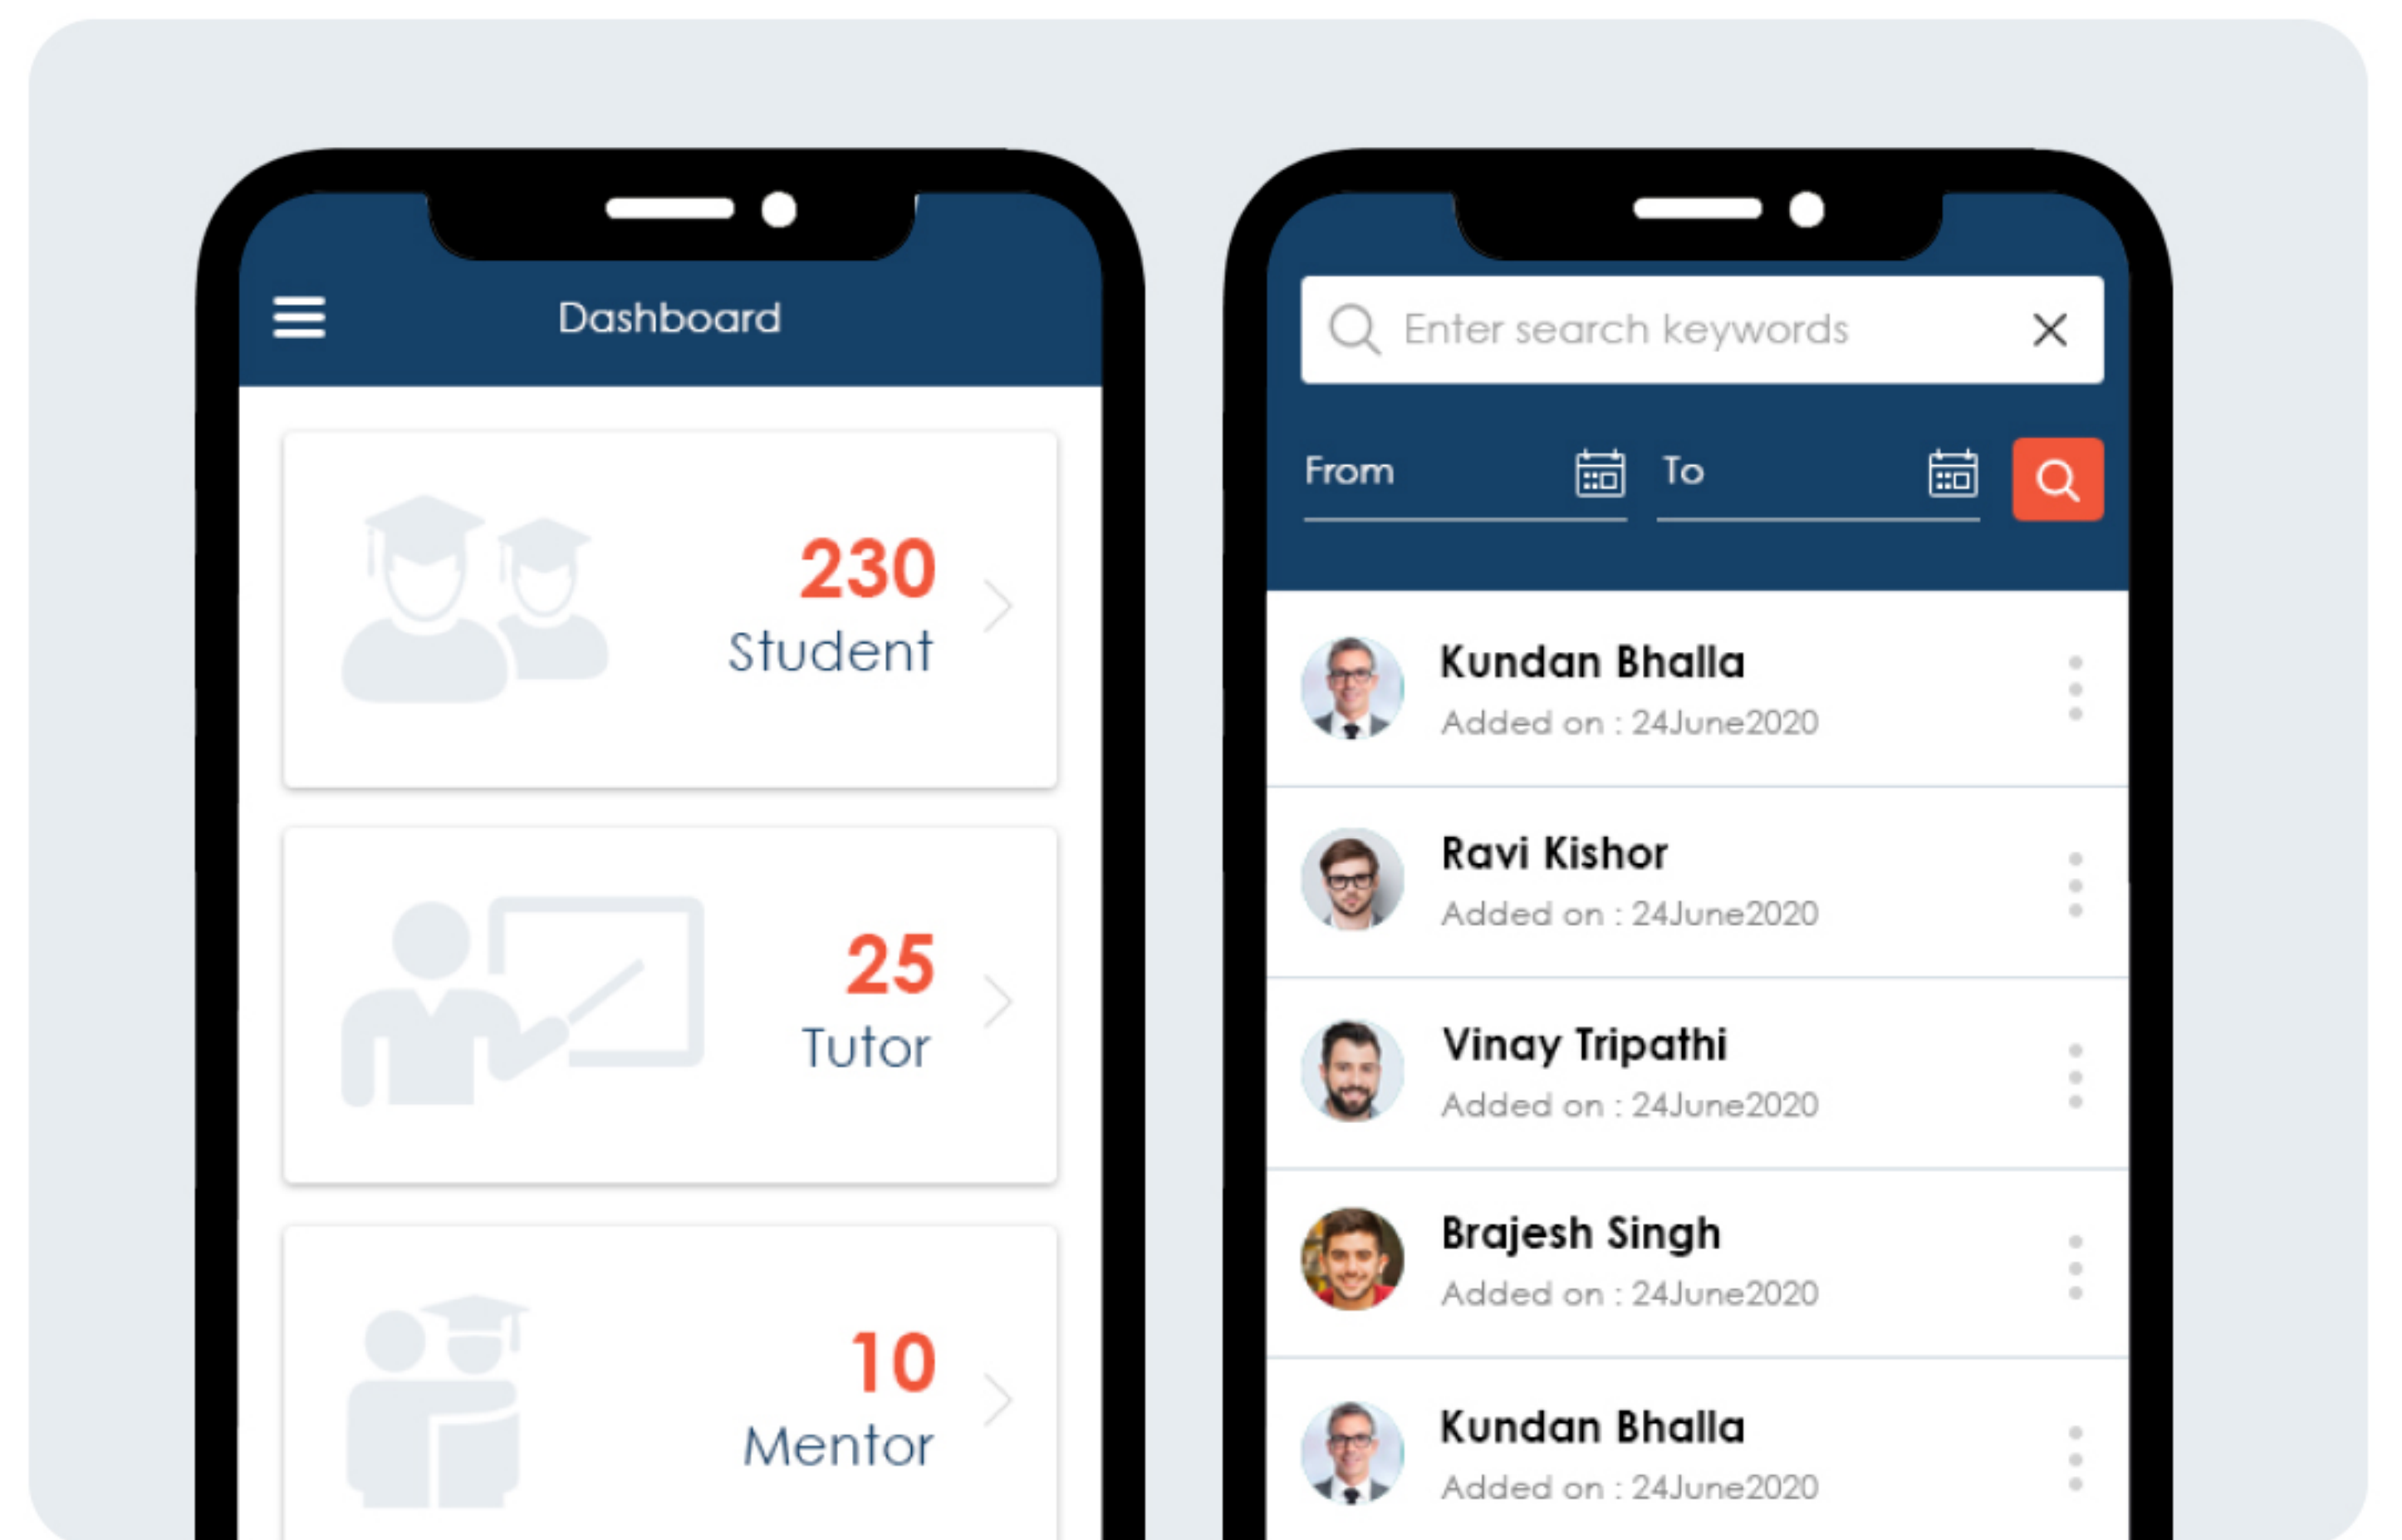 Dashboard
230
Student
25
Tutor
10
Mentor
Enter search keywords
From
To
Kundan Bhalla
Added on : 24June2020
Ravi Kishor
Added on : 24June2020
Vinay Tripathi
Added on : 24June2020
Brajesh Singh
Added on : 24June2020
Kundan Bhalla
Added on : 24June2020